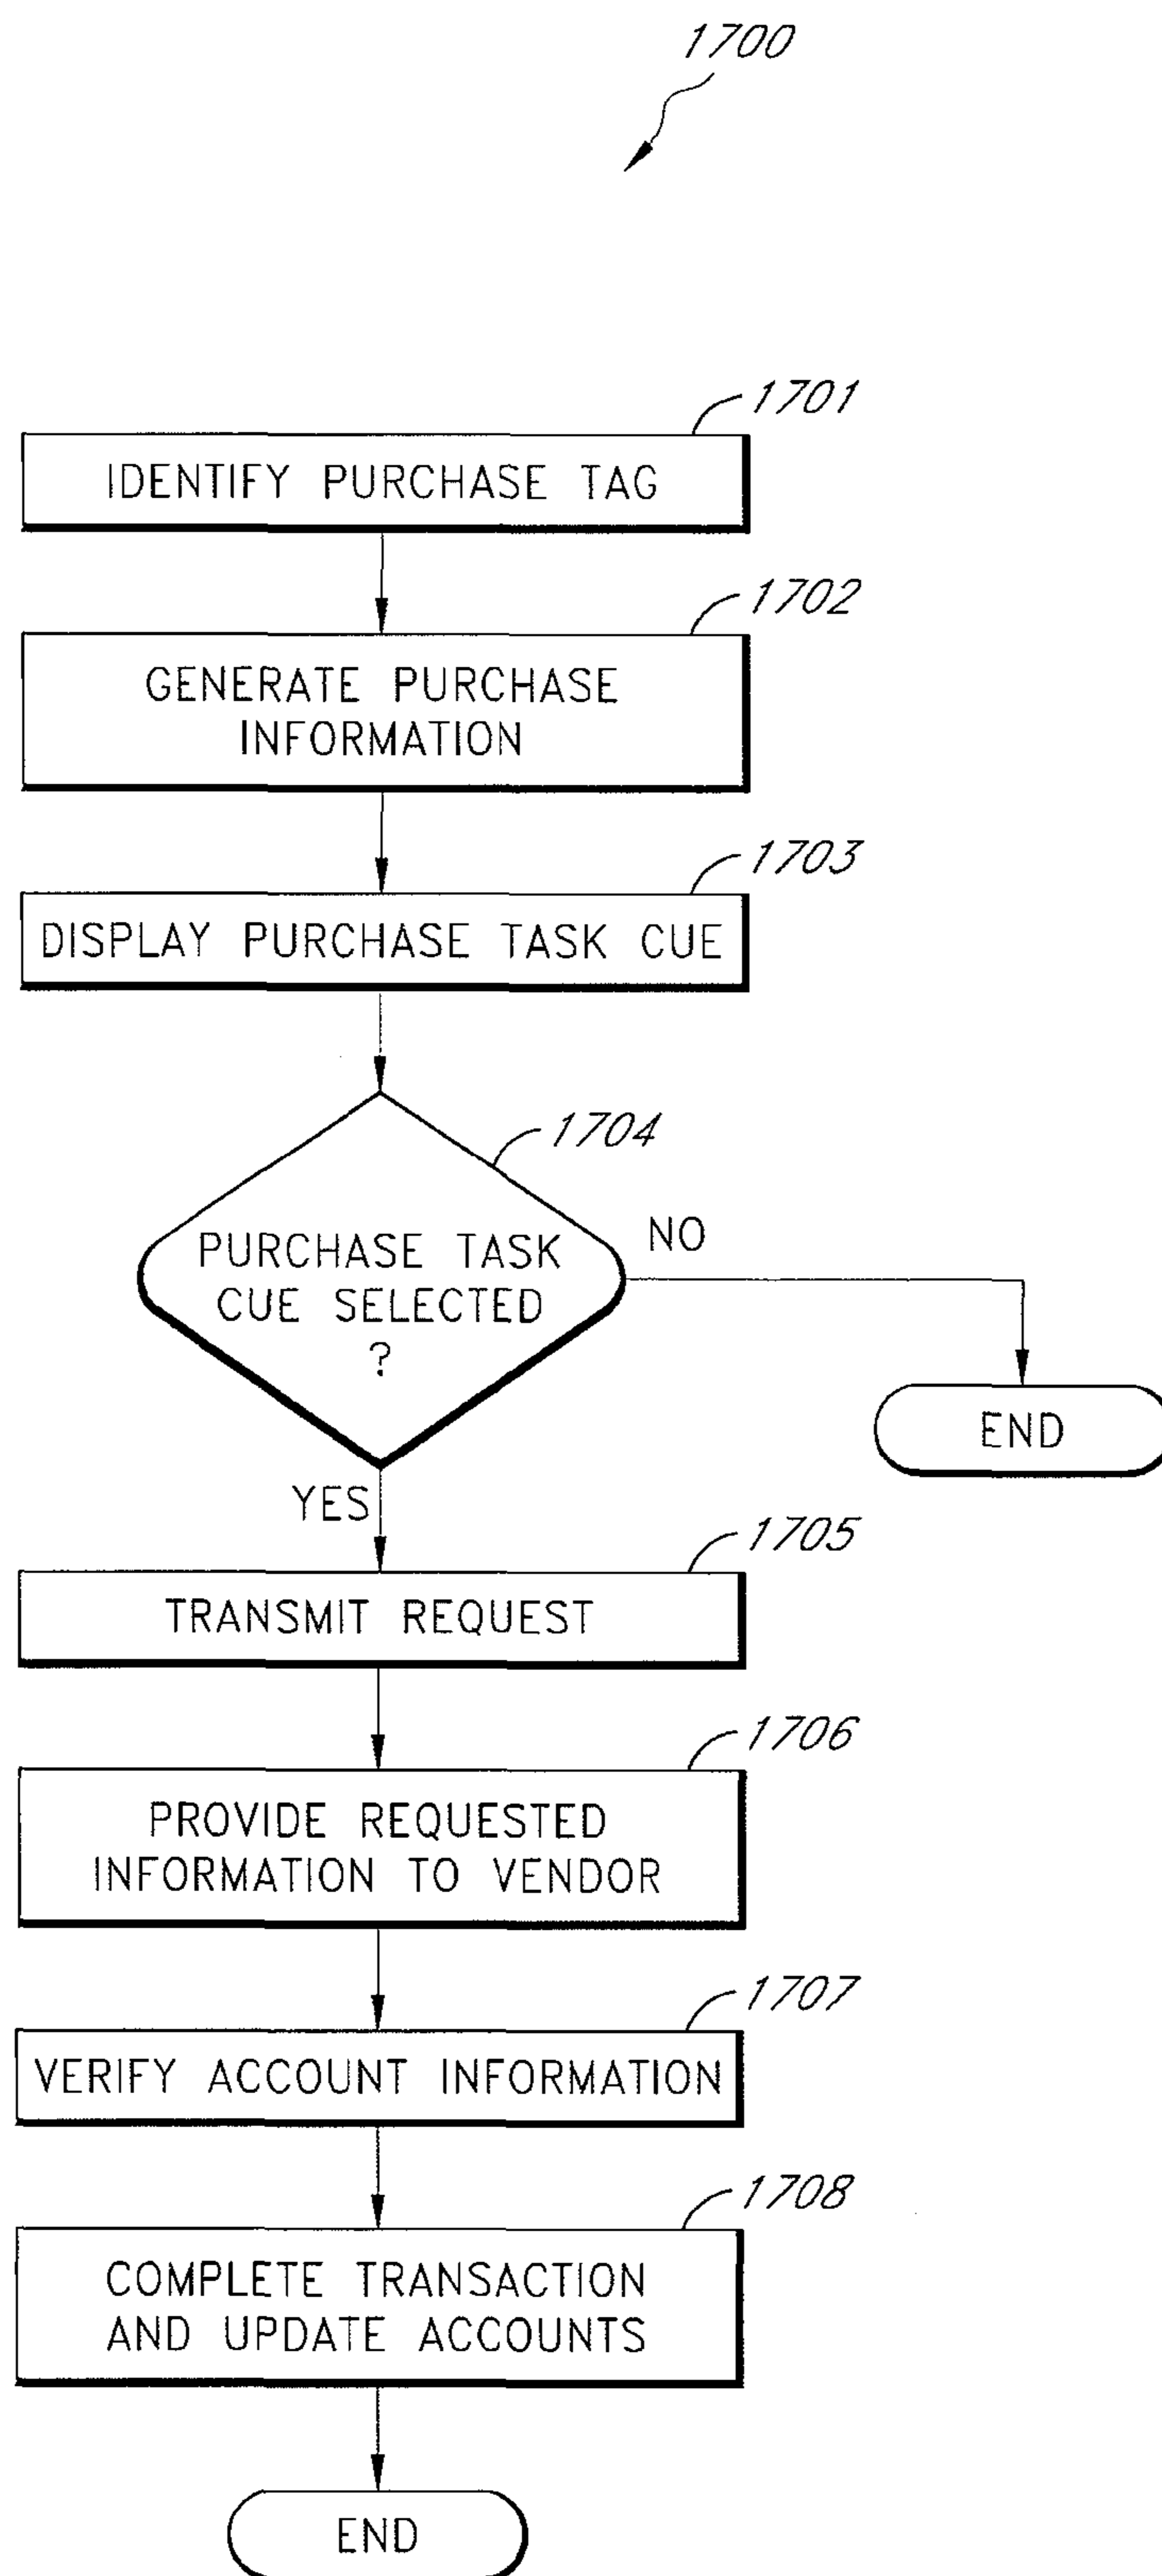 1700
1701
IDENTIFY PURCHASE TAG
1702
GENERATE PURCHASE
INFORMATION
1703
DISPLAY PURCHASE TASK CUE
1704
PURCHASE TASK
CUE SELECTED
?
NO
END
YES
1705
TRANSMIT REQUEST
1706
PROVIDE REQUESTED
INFORMATION TO VENDOR
1707
VERIFY ACCOUNT INFORMATION
1708
COMPLETE TRANSACTION
AND UPDATE ACCOUNTS
END